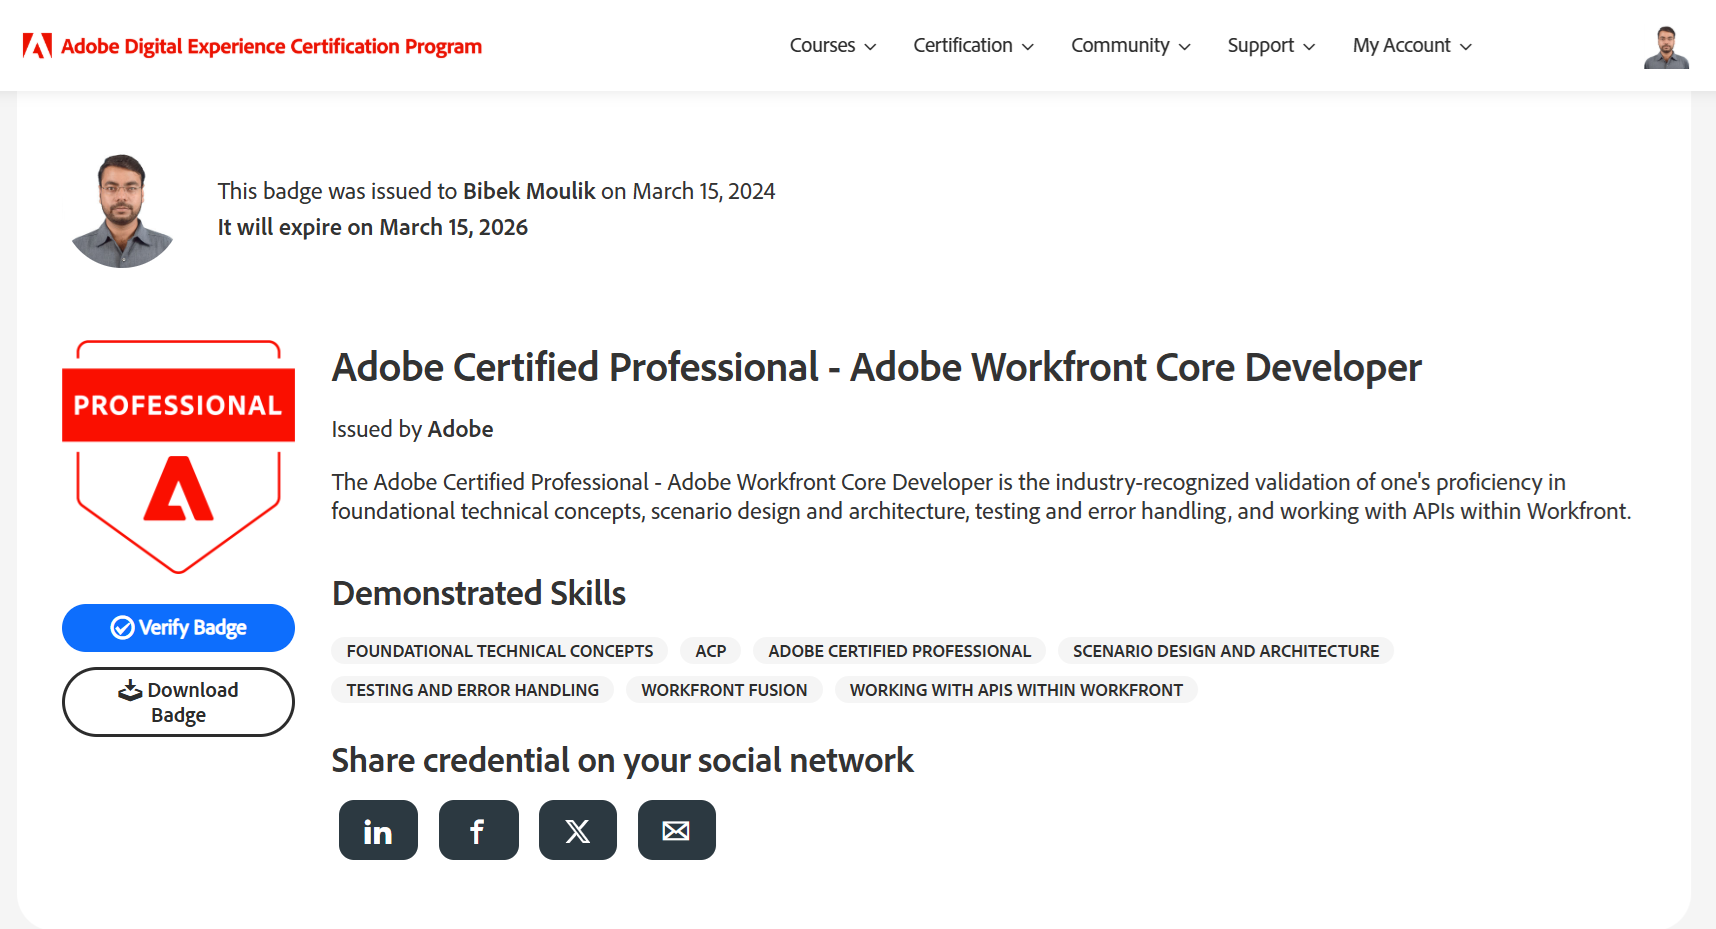 Adobe Digital Experience Certification Program
Courses
Certification
Community
Support
My Account
This badge was issued to Bibek Moulik on March 15, 2024
It will expire on March 15, 2026
PROFESSIONAL
Verify Badge
Download
Badge
Adobe Certified Professional - Adobe Workfront Core Developer
Issued by Adobe
The Adobe Certified Professional - Adobe Workfront Core Developer is the industry-recognized validation of one's proficiency in
foundational technical concepts, scenario design and architecture, testing and error handling, and working with APIs within Workfront.
Demonstrated Skills
FOUNDATIONAL TECHNICAL CONCEPTS
ACP
ADOBE CERTIFIED PROFESSIONAL
SCENARIO DESIGN AND ARCHITECTURE
TESTING AND ERROR HANDLING
WORKFRONT FUSION
WORKING WITH APIS WITHIN WORKFRONT
Share credential on your social network
in
f
X